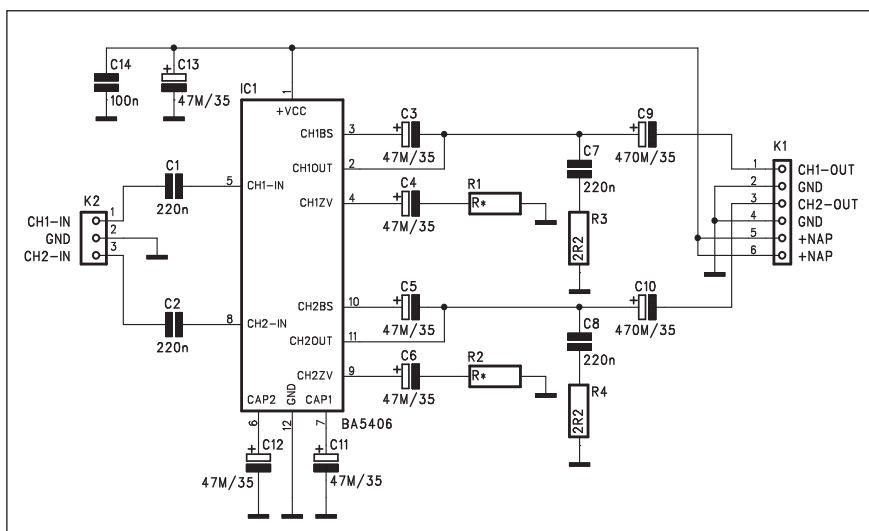 C14
100n
C13
+
47M/35
IC1
1
+VCC
CH1BS
3
CH1OUT
2
CH1ZV
4
CH1-IN
5
CH2-IN
8
CH2BS
10
CH2OUT
11
CH2ZV
9
CAP2
6
GND
12
CAP1
7
BA5406
K2
CH1-IN
1
GND
2
CH2-IN
3
C1
220n
C2
220n
C3
+
47M/35
C4
+
47M/35
R1
R*
C5
+
47M/35
C6
+
47M/35
R2
R*
C7
220n
R3
2R2
C8
220n
R4
2R2
C9
+
470M/35
C10
+
470M/35
K1
1
CH1-OUT
2
GND
3
CH2-OUT
4
GND
5
+NAP
6
+NAP
C12
+
47M/35
C11
+
47M/35